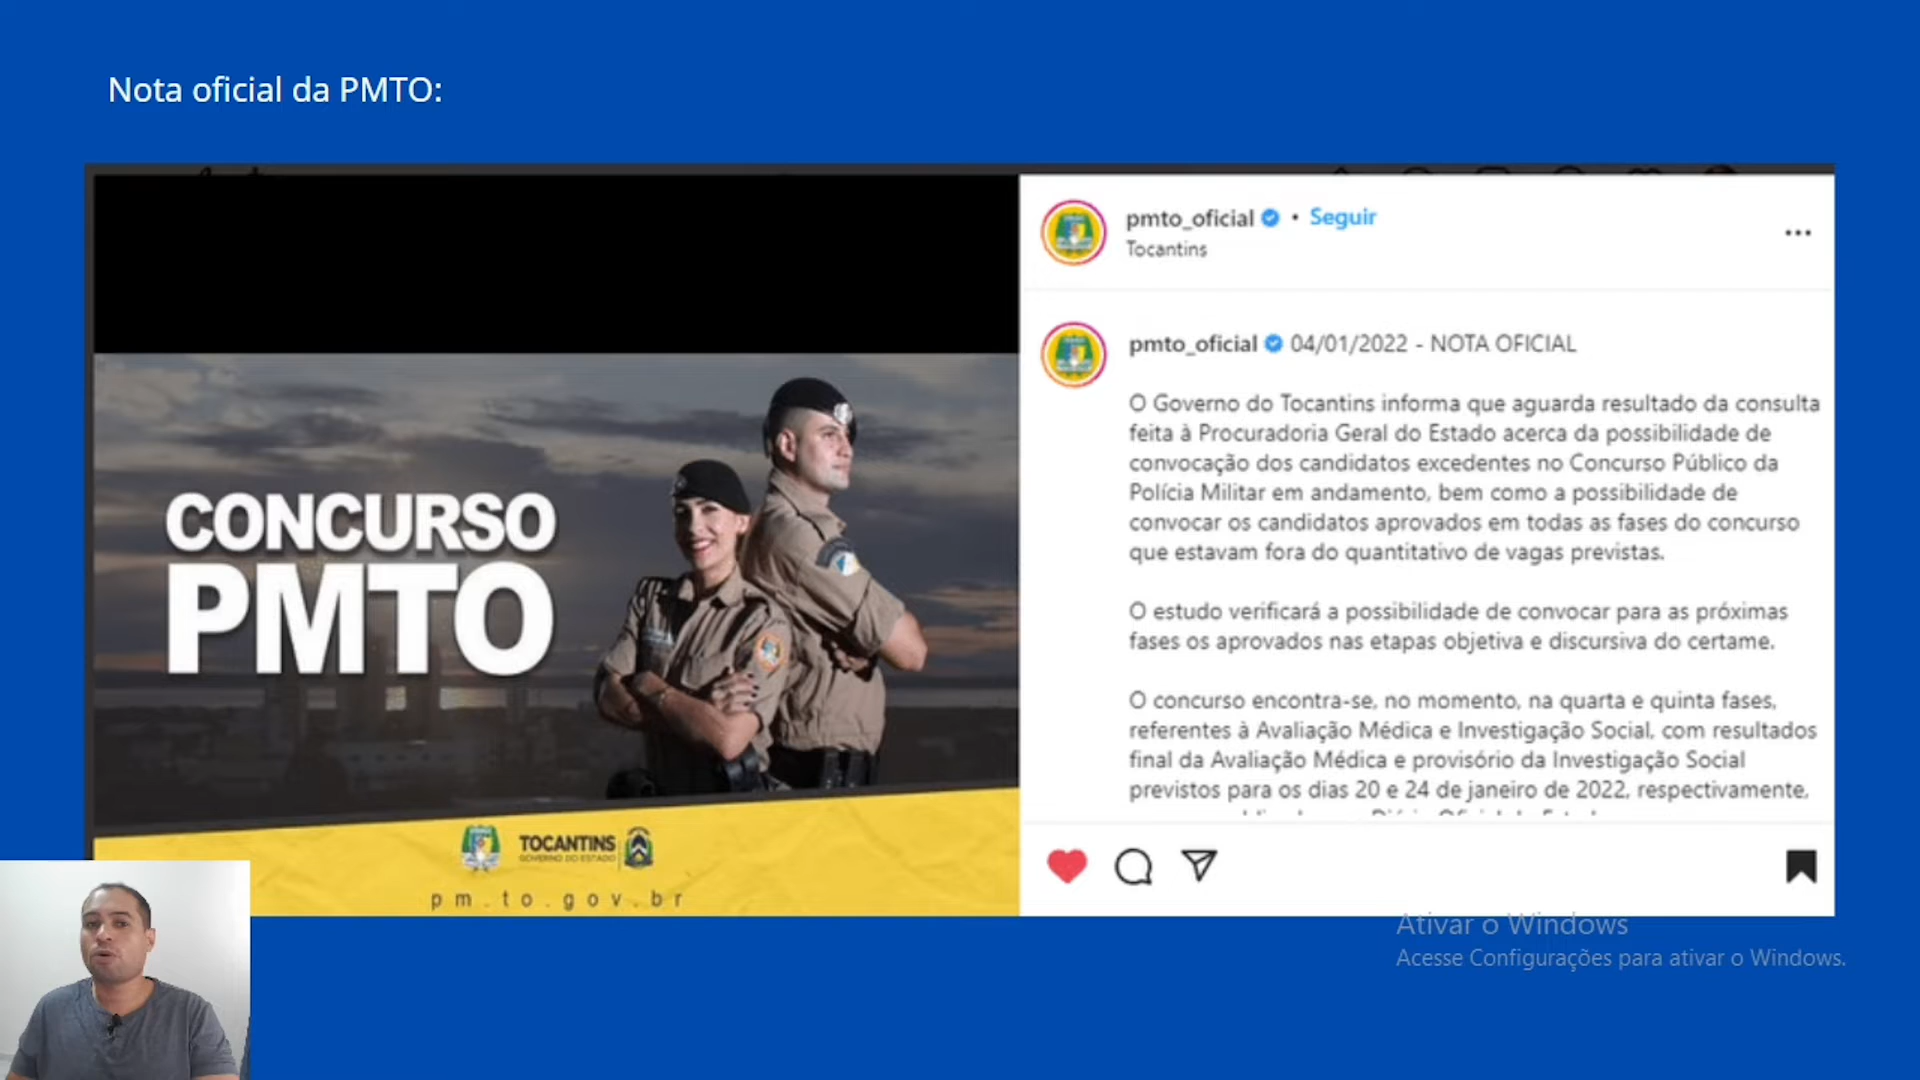 Nota oficial da PMTO:
CONCURSO
PMTO
TOCANTINS
GOVERNO DO ESTADO
pm.to.gov.br
pmto_oficial • Seguir
Tocantins
pmto_oficial 04/01/2022 - NOTA OFICIAL
O Governo do Tocantins informa que aguarda resultado da consulta
feita à Procuradoria Geral do Estado acerca da possibilidade de
convocação dos candidatos excedentes no Concurso Público da
Polícia Militar em andamento, bem como a possibilidade de
convocar os candidatos aprovados em todas as fases do concurso
que estavam fora do quantitativo de vagas previstas.
O estudo verificará a possibilidade de convocar para as próximas
fases os aprovados nas etapas objetiva e discursiva do certame.
O concurso encontra-se, no momento, na quarta e quinta fases,
referentes à Avaliação Médica e Investigação Social, com resultados
final da Avaliação Médica e provisório da Investigação Social
previstos para os dias 20 e 24 de janeiro de 2022, respectivamente,
Ativar o Windows
Acesse Configurações para ativar o Windows.